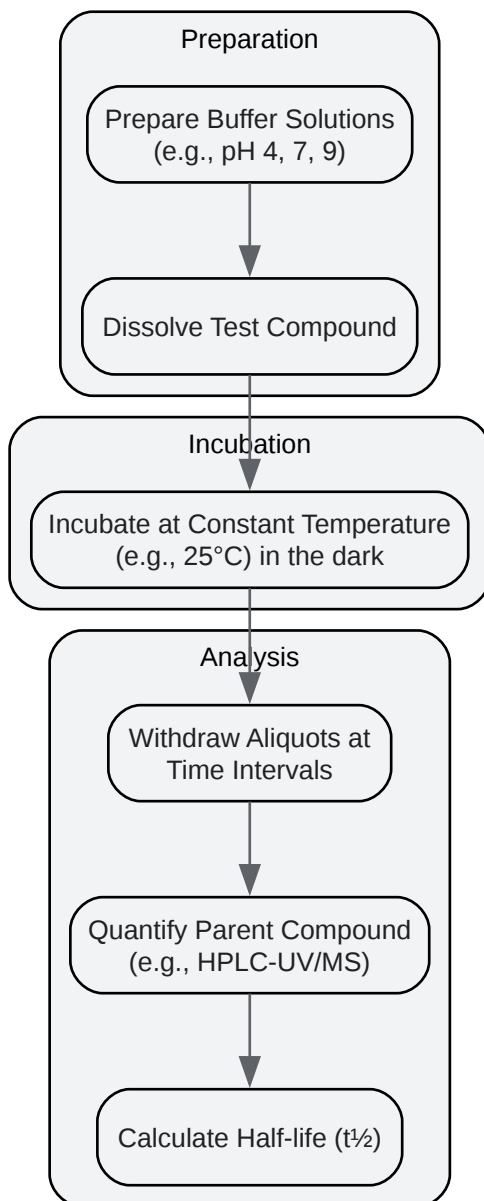 Preparation
Prepare Buffer Solutions
(e.g., pH 4, 7, 9)
Dissolve Test Compound
Incubation
Incubate at Constant Temperature
(e.g., 25°C) in the dark
Analysis
Withdraw Aliquots at
Time Intervals
Quantify Parent Compound
(e.g., HPLC-UV/MS)
Calculate Half-life (t½)